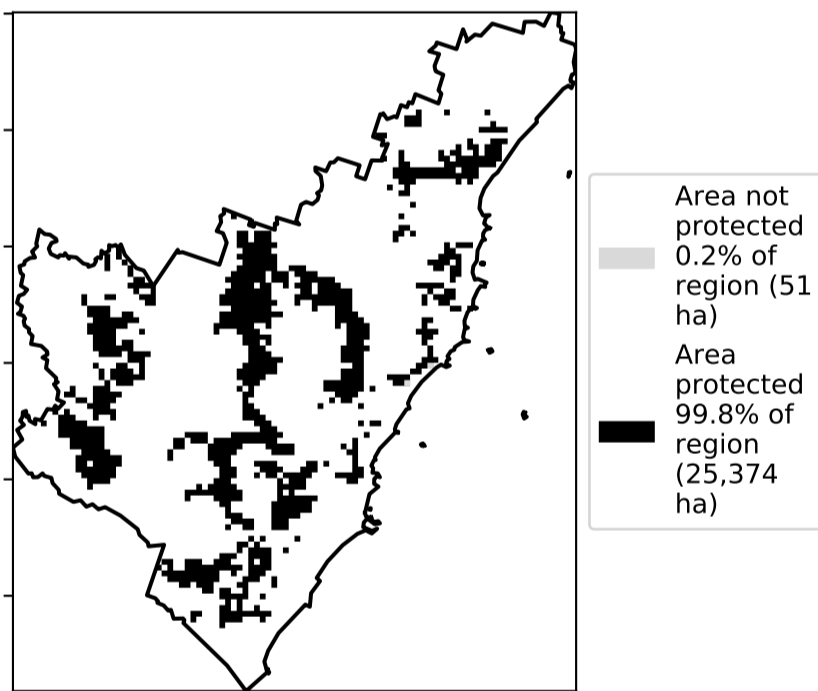 Area not
protected
0.2% of
region (51
ha)
Area
protected
99.8% of
region
(25,374
ha)